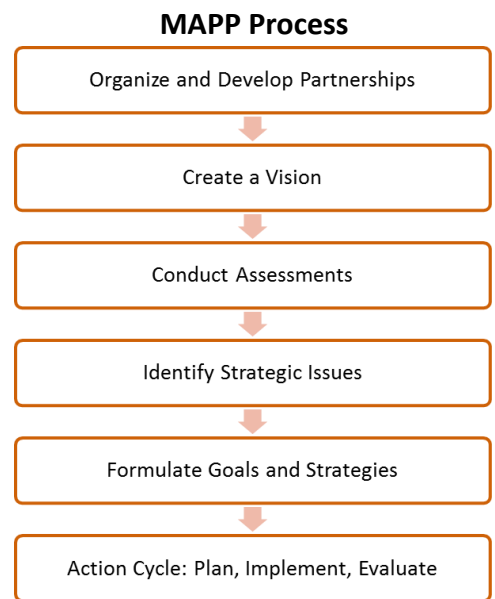 MAPP Process
Organize and Develop Partnerships
Create a Vision
Conduct Assessments
Identify Strategic Issues
Formulate Goals and Strategies
Action Cycle: Plan, Implement, Evaluate